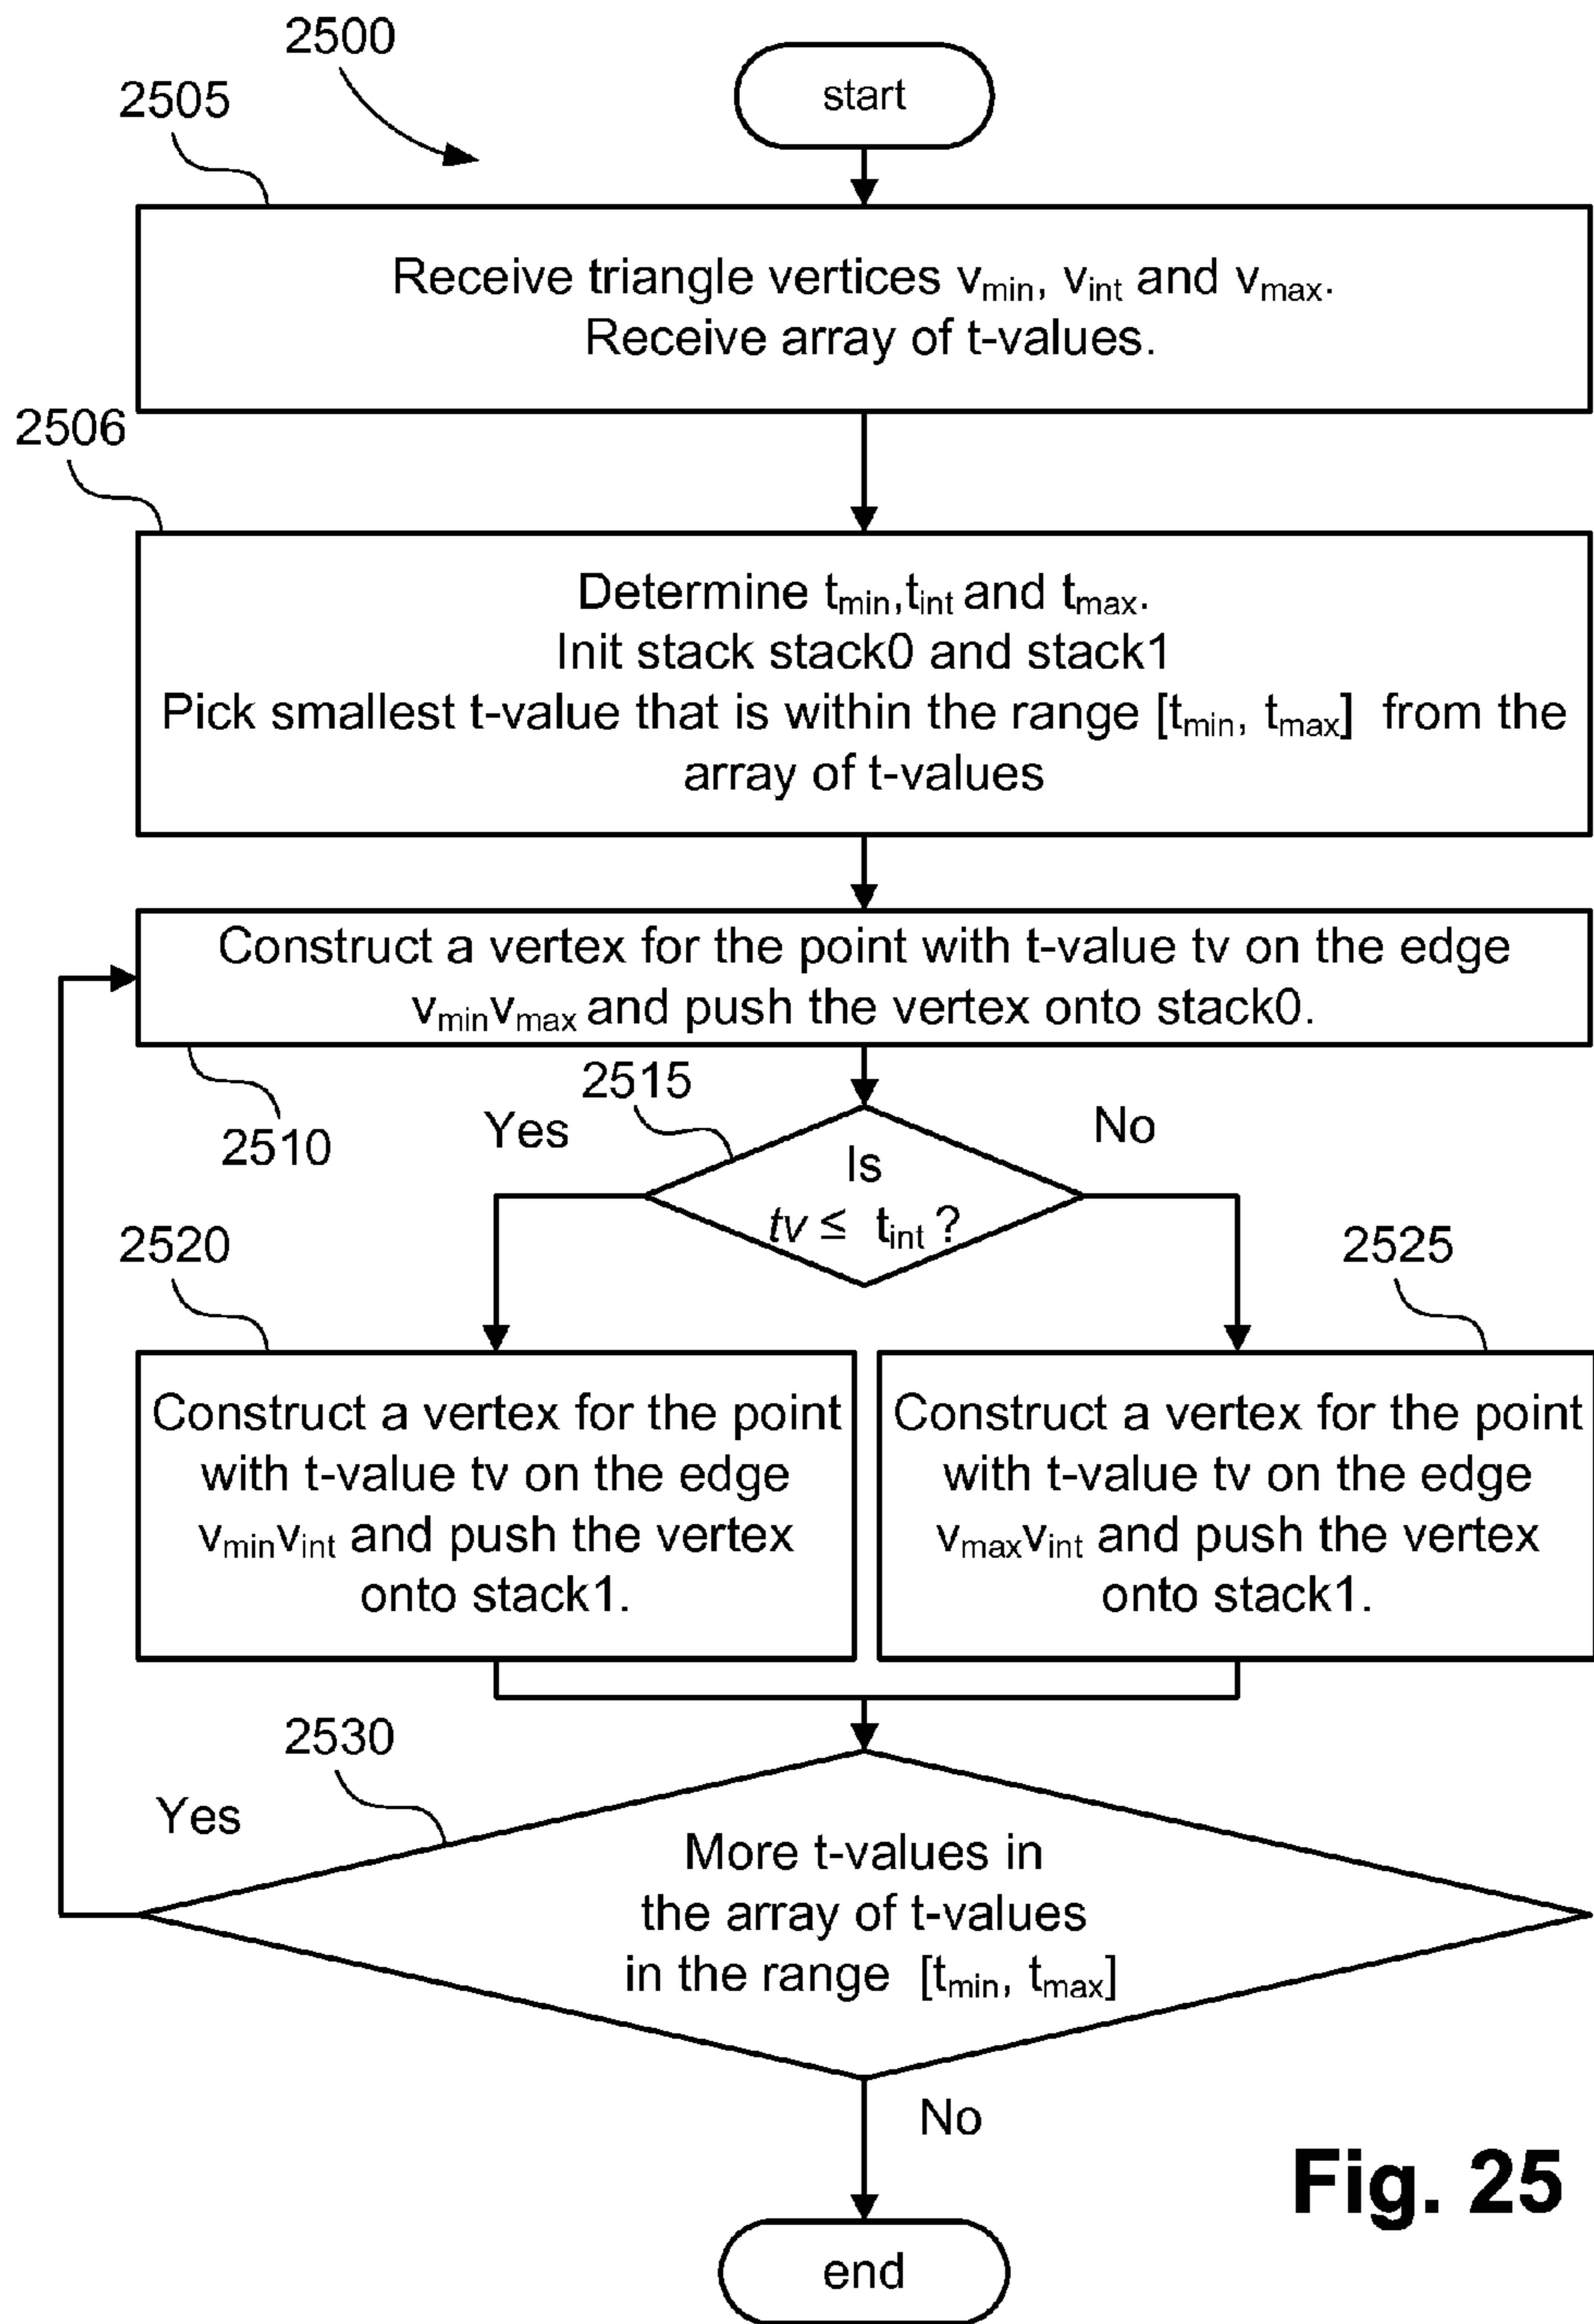 2500
2505
start
Receive triangle vertices vmin, vint and vmax.
Receive array of t-values.
2506
Determine tmin,tint and tmax.
Init stack stack0 and stack1
Pick smallest t-value that is within the range [tmin, tmax] from the
array of t-values
Construct a vertex for the point with t-value tv on the edge
vminvmax and push the vertex onto stack0.
2510
2515
Yes
No
Is
tv ≤ tint ?
2520
2525
Construct a vertex for the point
with t-value tv on the edge
vminvint and push the vertex
onto stack1.
Construct a vertex for the point
with t-value tv on the edge
vmaxvint and push the vertex
onto stack1.
2530
Yes
More t-values in
the array of t-values
in the range [tmin, tmax]
No
Fig. 25
end